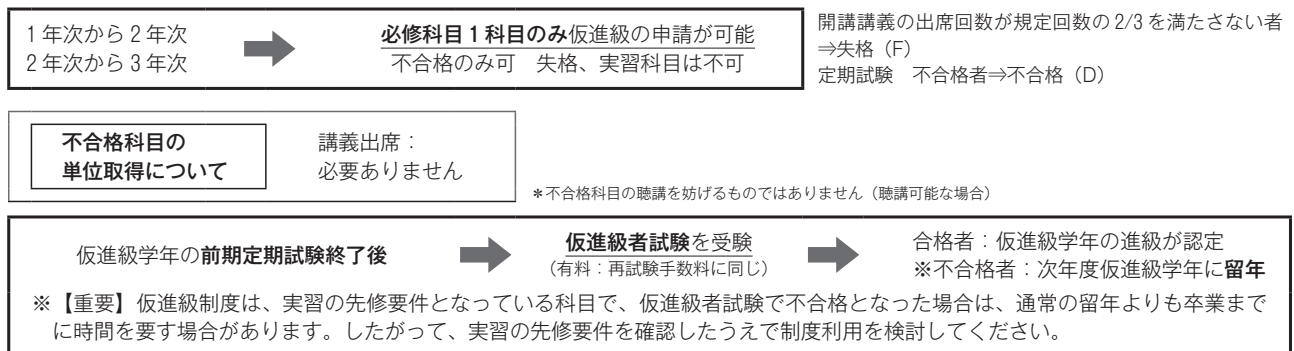 1年次から2年次
2年次から3年次
必修科目1科目のみ仮進級の申請が可能
不合格のみ可　失格、実習科目は不可
開講講義の出席回数が規定回数の2/3を満たさない者
⇒失格（F）
定期試験　不合格者⇒不合格（D）
不合格科目の
単位取得について
講義出席：
必要ありません
＊不合格科目の聴講を妨げるものではありません（聴講可能な場合）
仮進級学年の前期定期試験終了後
仮進級者試験を受験
（有料：再試験手数料に同じ）
合格者：仮進級学年の進級が認定
※不合格者：次年度仮進級学年に留年
※【重要】仮進級制度は、実習の先修要件となっている科目で、仮進級者試験で不合格となった場合は、通常の留年よりも卒業まで
に時間を要す場合があります。したがって、実習の先修要件を確認したうえで制度利用を検討してください。